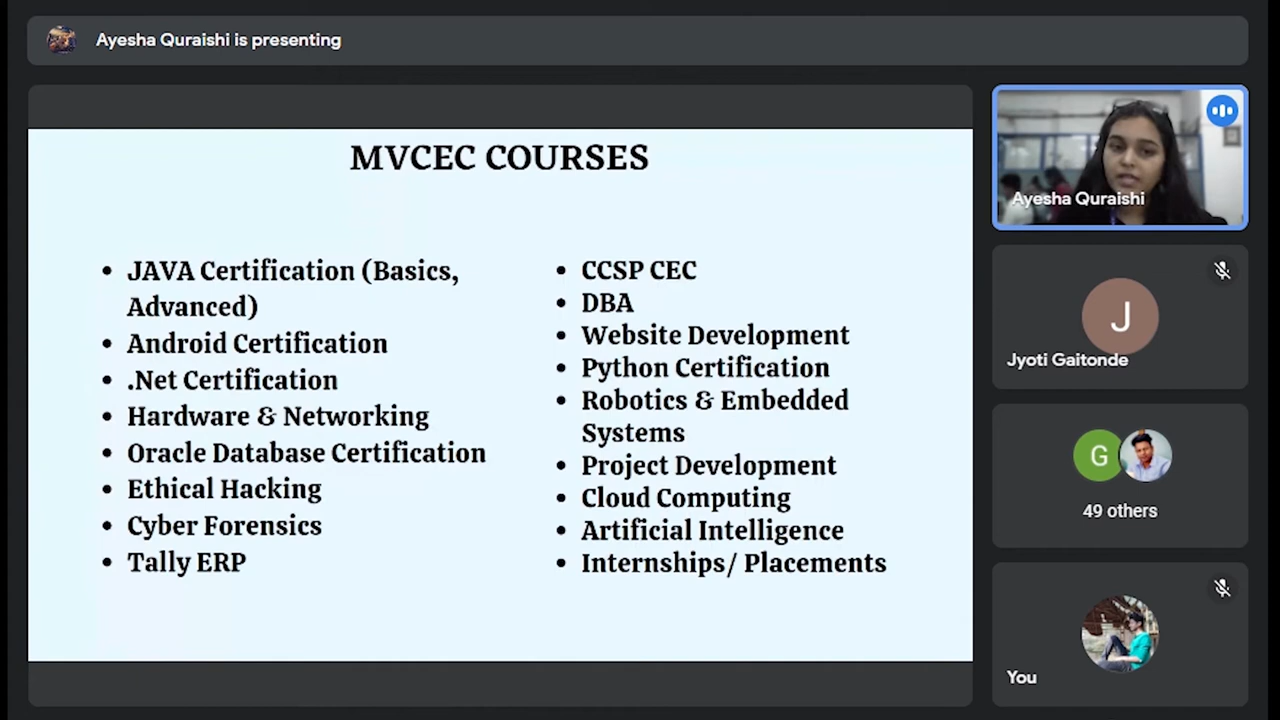 Ayesha Quraishi is presenting
MVCEC COURSES
• JAVA Certification (Basics,
Advanced)
• Android Certification
• .Net Certification
• Hardware & Networking
• Oracle Database Certification
• Ethical Hacking
• Cyber Forensics
• Tally ERP
• CCSP CEC
• DBA
• Website Development
• Python Certification
• Robotics & Embedded
Systems
• Project Development
• Cloud Computing
• Artificial Intelligence
• Internships/ Placements
Ayesha Quraishi
J
Jyoti Gaitonde
G
49 others
You